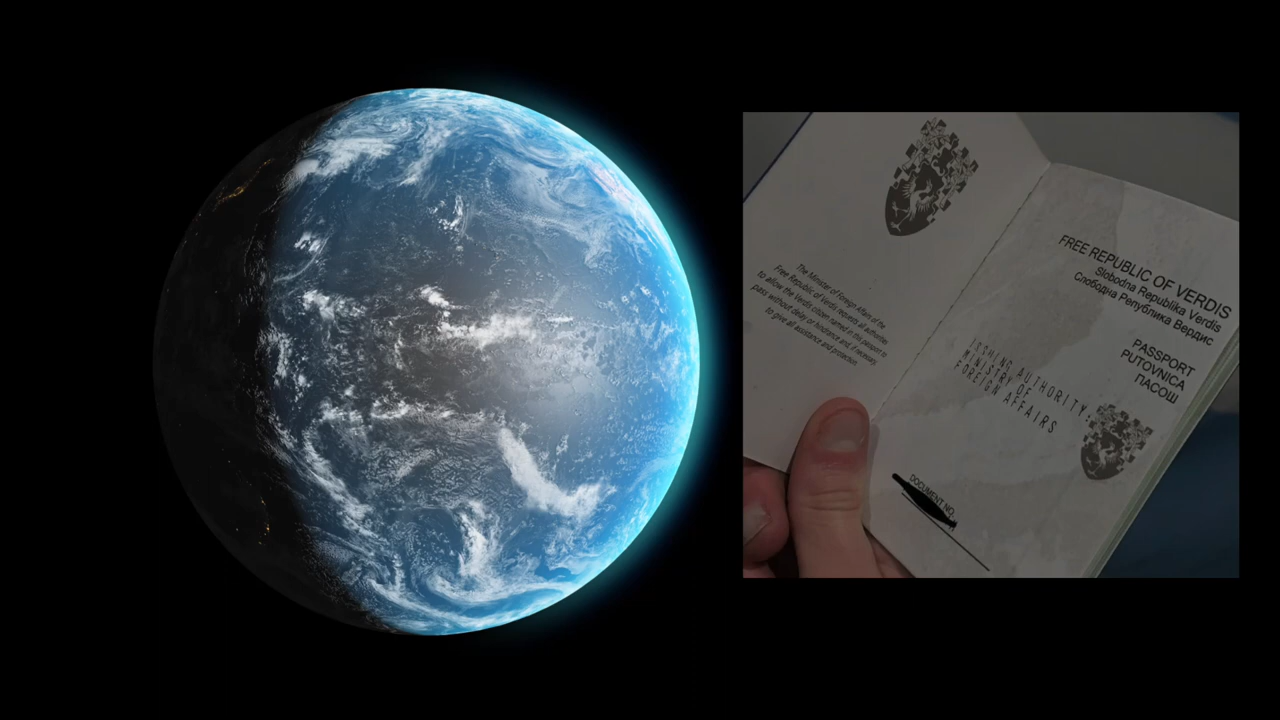 The Minister of Foreign Affairs of the
Free Republic of Verdis requests all authorities
to allow the Verdis citizen named in this passport to
pass without delay or hindrance and, if necessary,
to give all assistance and protection.
FREE REPUBLIC OF VERDIS
Slobodna Republika Verdis
Слободна Република Вердис
PASSPORT
PUTOVNICA
ПАСОШ
ISSUING AUTHORITY:
MINISTRY OF
FOREIGN AFFAIRS
DOCUMENT NO.